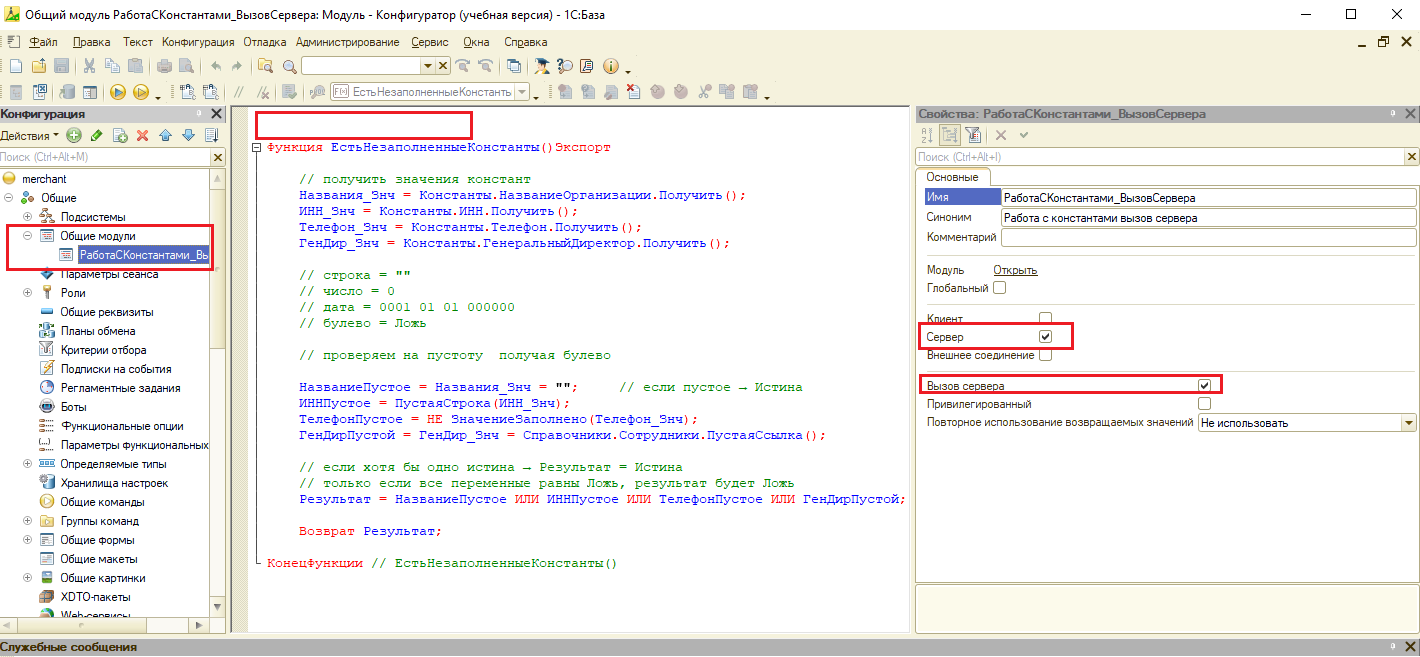 Общий модуль РаботаСКонстантами_ВызовСервера: Модуль - Конфигуратор (учебная версия) - 1С:База
Файл Правка Текст Конфигурация Отладка Администрирование Сервис Окна Справка
ЕстьНезаполненныеКонстанть
Конфигурация
Действия
Поиск (Ctrl+Alt+M)
merchant
Общие
Подсистемы
Общие модули
РаботаСКонстантами_Вы
Параметры сеанса
Роли
Общие реквизиты
Планы обмена
Критерии отбора
Подписки на события
Регламентные задания
Боты
Функциональные опции
Параметры функциональных
Определяемые типы
Хранилища настроек
Общие команды
Группы команд
Общие формы
Общие макеты
Общие картинки
XDTO-пакеты
Web-сервисы
Функция ЕстьНезаполненныеКонстанты()Экспорт
// получить значения констант
Названия_Знч = Константы.НазваниеОрганизации.Получить();
ИНН_Знч = Константы.ИНН.Получить();
Телефон_Знч = Константы.Телефон.Получить();
ГенДир_Знч = Константы.ГенеральныйДиректор.Получить();
// строка = ""
// число = 0
// дата = 0001 01 01 000000
// булево = Ложь
// проверяем на пустоту  получая булево
НазваниеПустое = Названия_Знч = "";     // если пустое → Истина
ИННПустое = ПустаяСтрока(ИНН_Знч);
ТелефонПустое = НЕ ЗначениеЗаполнено(Телефон_Знч);
ГенДирПустой = ГенДир_Знч = Справочники.Сотрудники.ПустаяСсылка();
// если хотя бы одно истина → Результат = Истина
// только если все переменные равны Ложь, результат будет Ложь
Результат = НазваниеПустое ИЛИ ИННПустое ИЛИ ТелефонПустое ИЛИ ГенДирПустой;
Возврат Результат;
КонецФункции // ЕстьНезаполненныеКонстанты()
Свойства: РаботаСКонстантами_ВызовСервера
Поиск (Ctrl+Alt+I)
Основные
Имя РаботаСКонстантами_ВызовСервера
Синоним Работа с константами вызов сервера
Комментарий
Модуль Открыть
Глобальный
Клиент
Сервер
Внешнее соединение
Вызов сервера
Привилегированный
Повторное использование возвращаемых значений Не использовать
Служебные сообщения